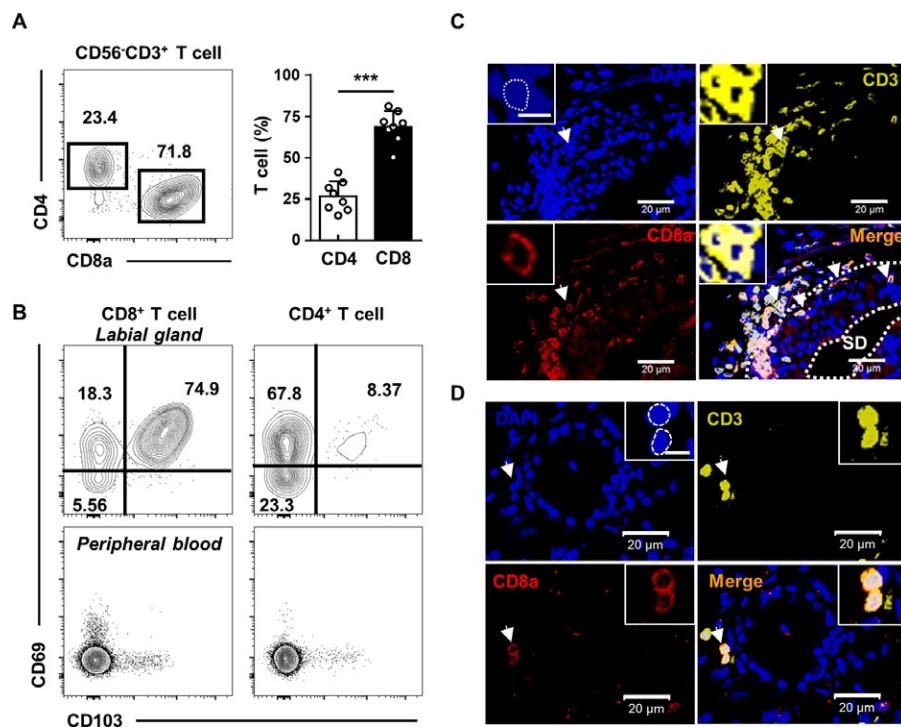 A
CD56⁻CD3⁺ T cell
23.4
71.8
CD4
CD8a
T cell (%)
100
75
50
25
0
***
CD4
CD8
B
CD8⁺ T cell
CD4⁺ T cell
Labial gland
18.3
74.9
5.56
67.8
8.37
23.3
Peripheral blood
CD69
CD103
C
DAPI
20 µm
CD3
20 µm
CD8a
20 µm
Merge
SD
20 µm
D
DAPI
20 µm
CD3
20 µm
CD8a
20 µm
Merge
20 µm